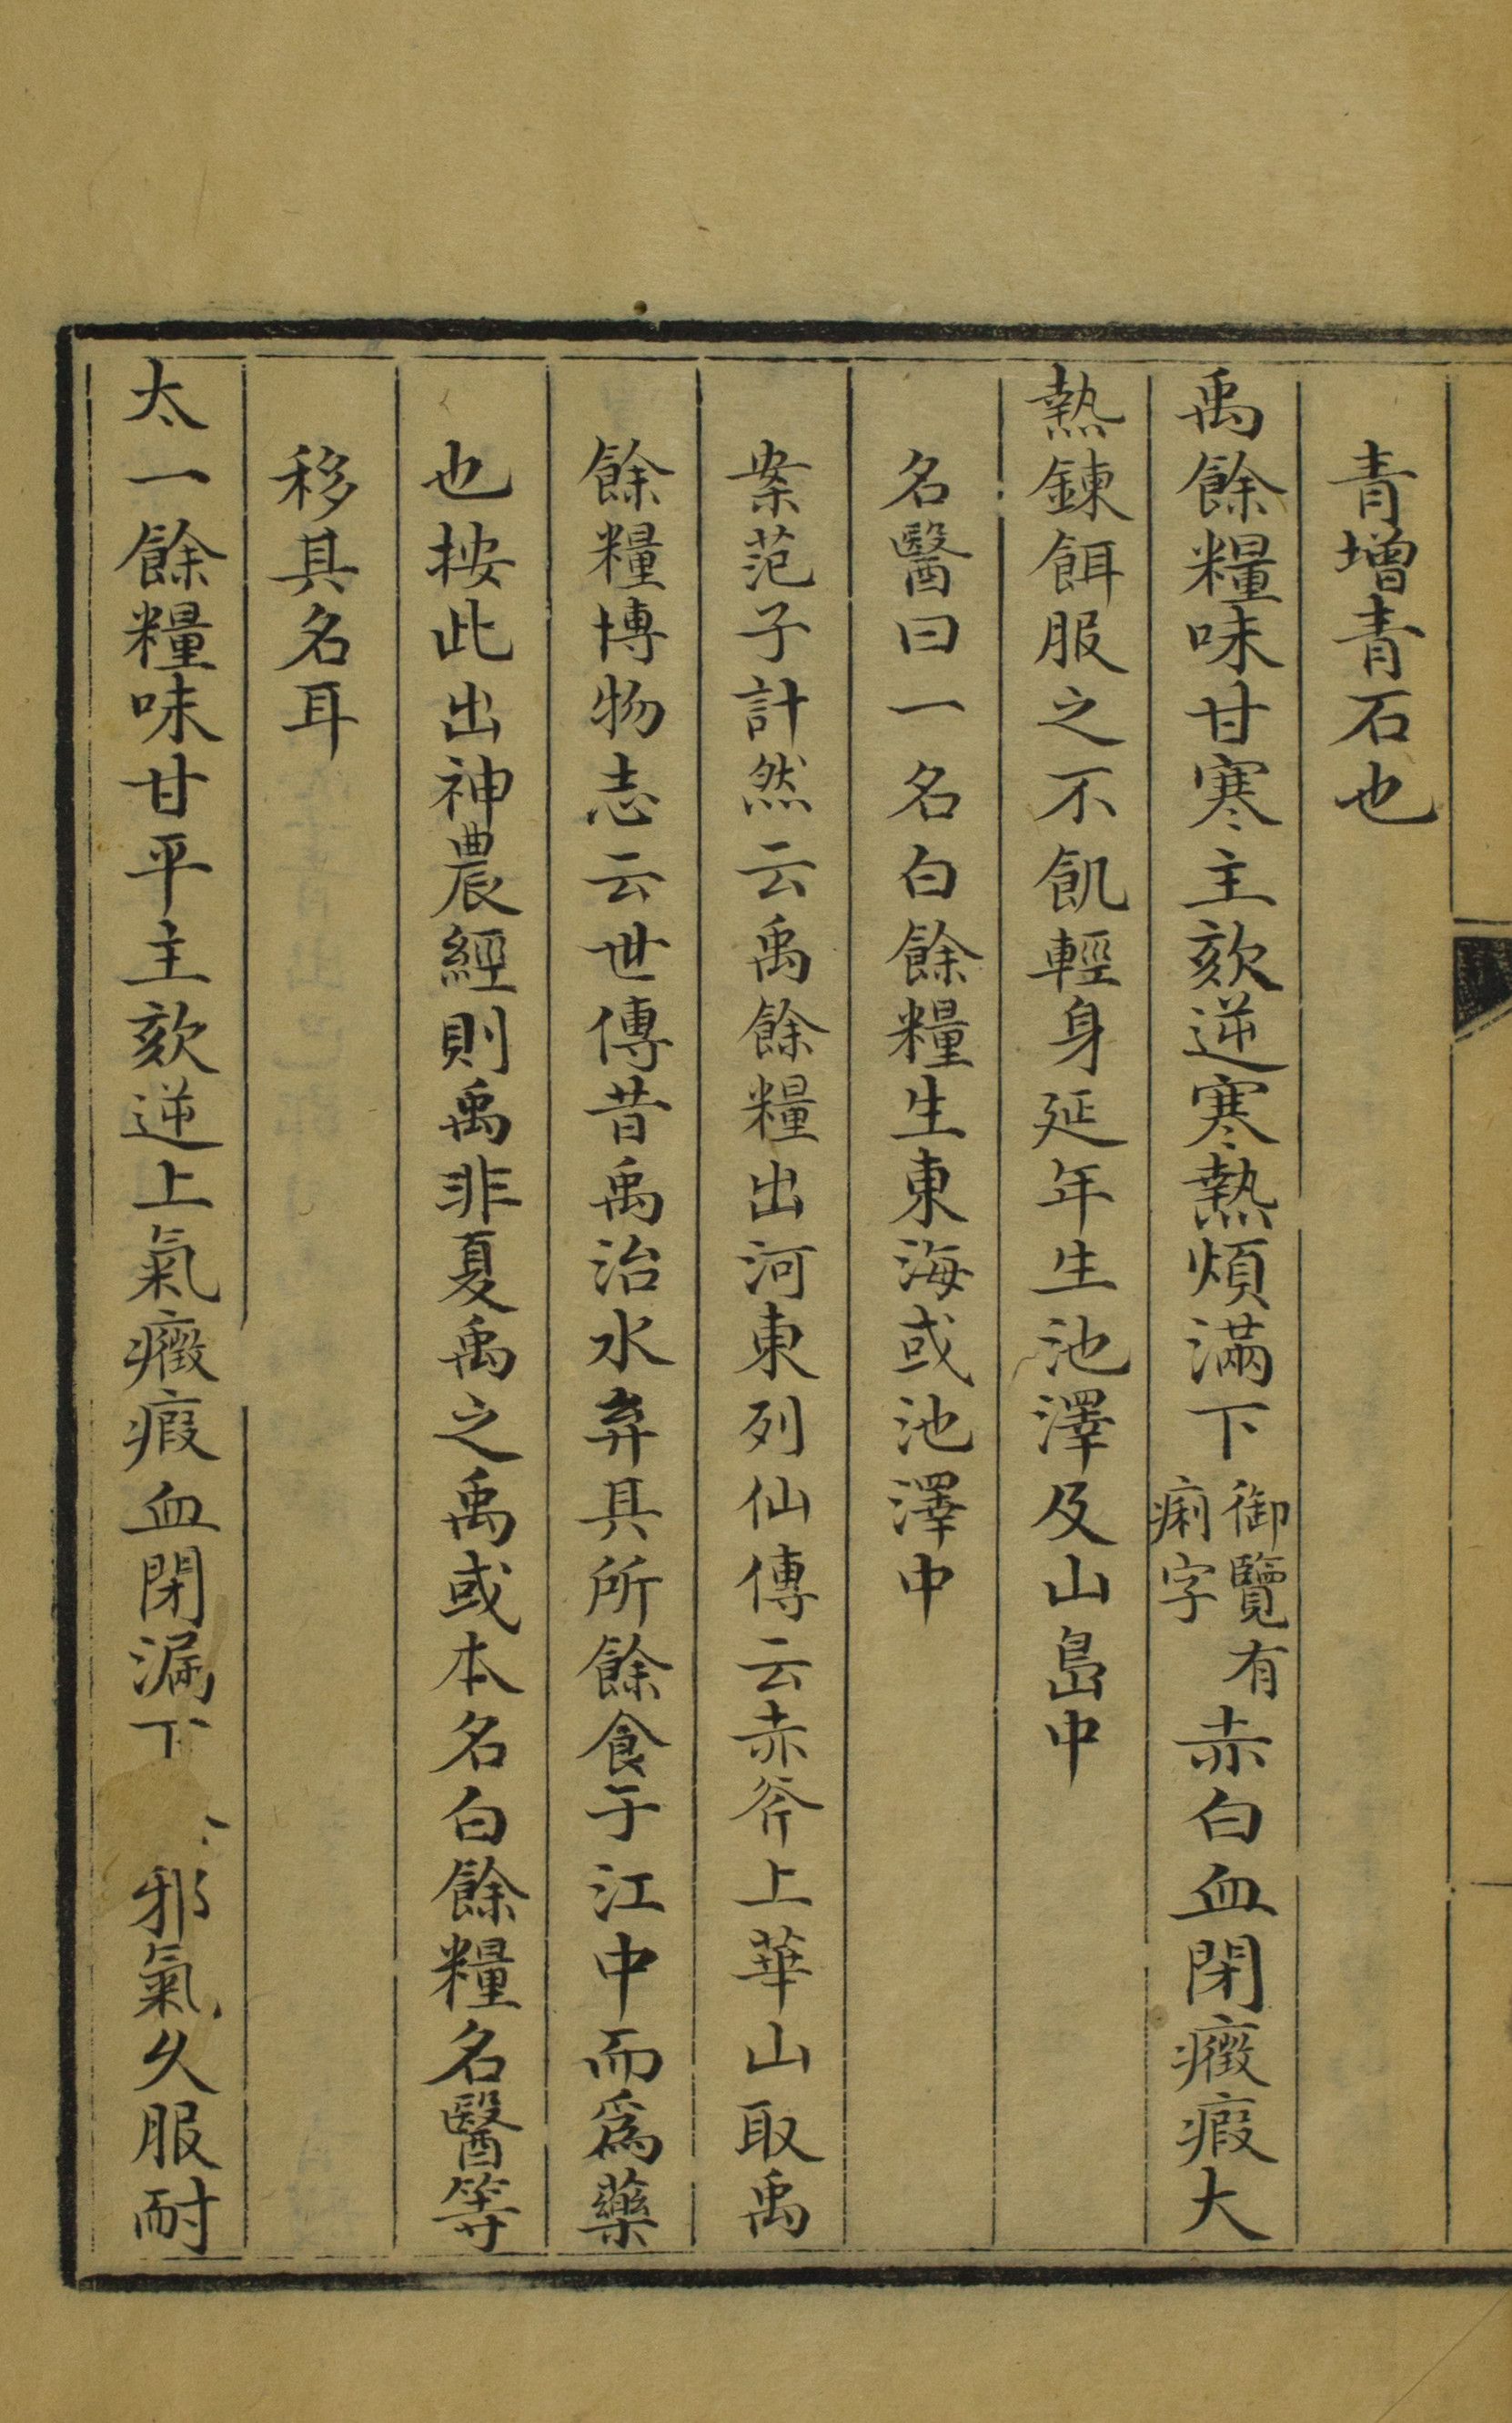 青增青石也
禹餘糧味甘寒主欬逆寒熱煩滿下御覽有痢字赤白血閉癥瘕大
熱鍊餌服之不飢輕身延年生池澤及山島中
名醫曰一名白餘糧生東海或池澤中
案范子計然云禹餘糧出河東列仙傳云赤斧上華山取禹
餘糧博物志云世傳昔禹治水弃其所餘食于江中而爲藥
也按此出神農經則禹非夏禹之禹或本名白餘糧名醫等
移其名耳
太一餘糧味甘平主欬逆上氣癥瘕血閉漏下邪氣久服耐